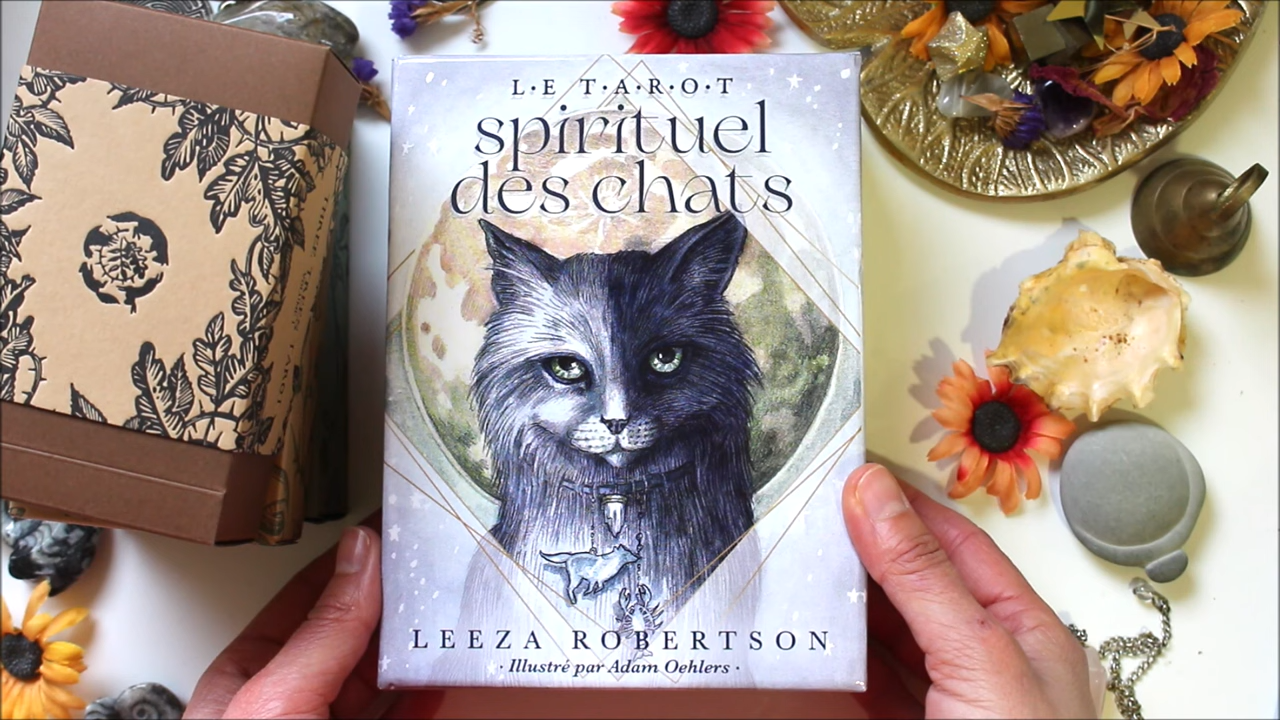 L·E T·A·R·O·T
spirituel
des chats
LEEZA ROBERTSON
· Illustré par Adam Oehlers ·